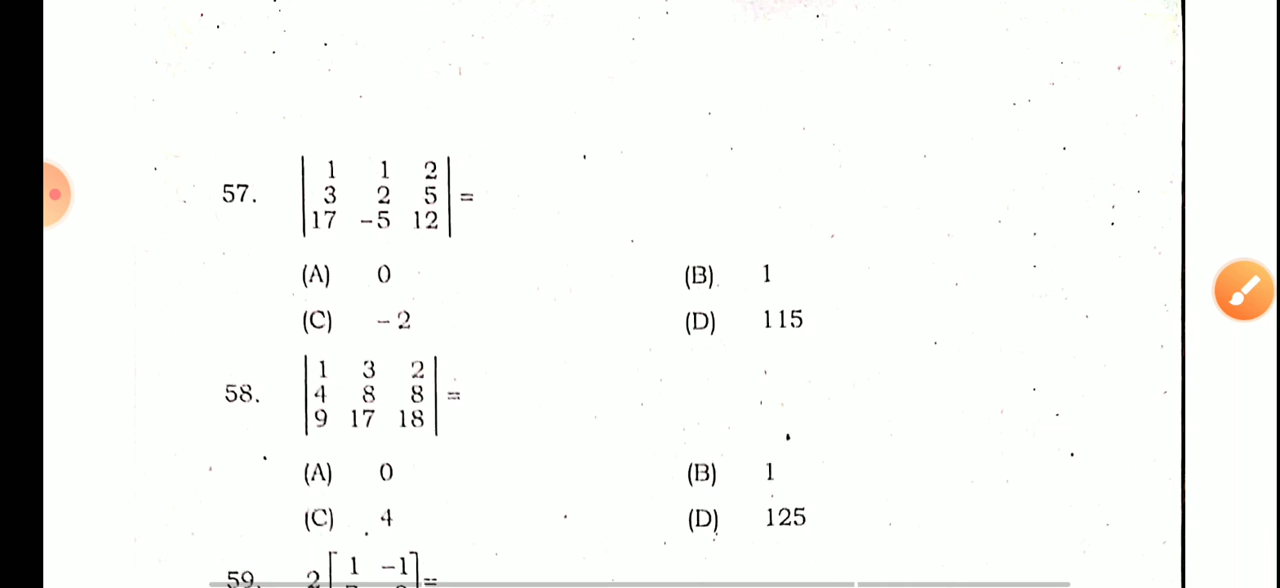 57. | 1 1 2 |
| 3 2 5 | =
| 17 -5 12 |
(A) 0 (B) 1
(C) - 2 (D) 115
58. | 1 3 2 |
| 4 8 8 | =
| 9 17 18 |
(A) 0 (B) 1
(C) 4 (D) 125
59. 2 [ 1 -1 ] =